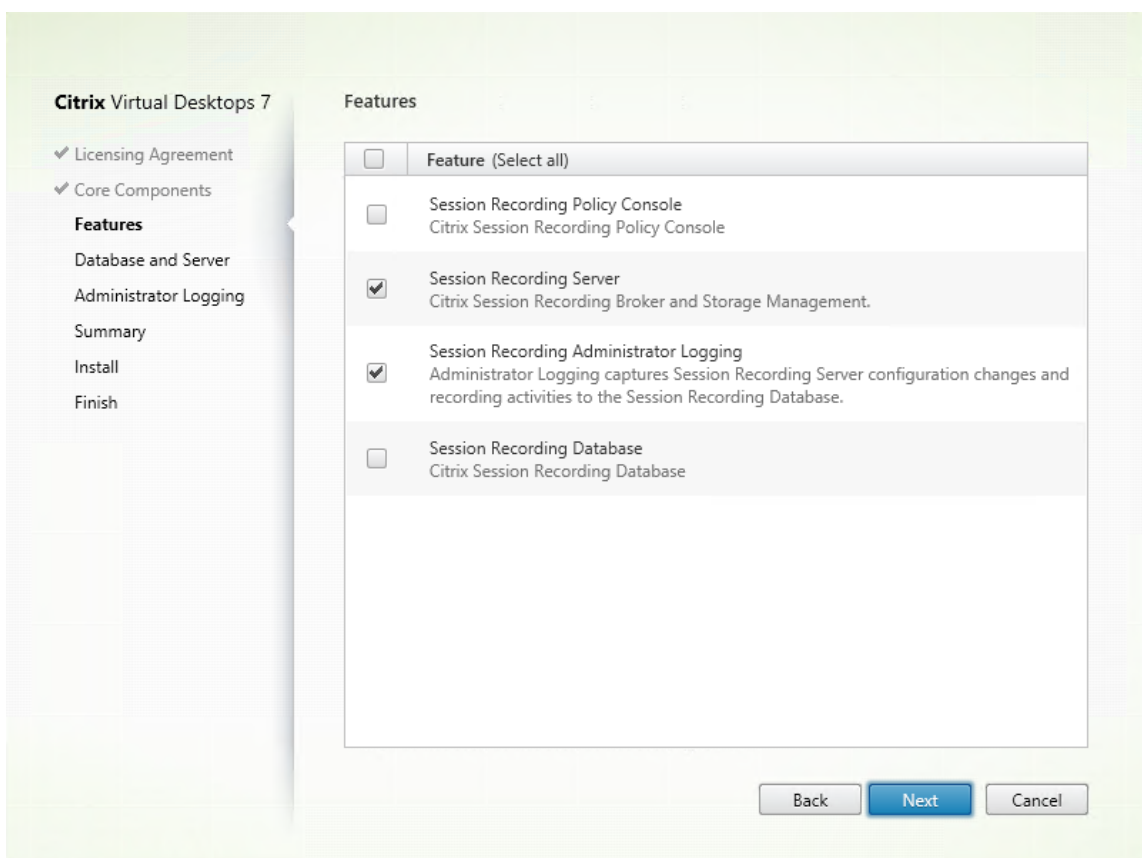 Citrix Virtual Desktops 7
Licensing Agreement
Core Components
Features
Database and Server
Administrator Logging
Summary
Install
Finish
Features
Feature (Select all)
Session Recording Policy Console
Citrix Session Recording Policy Console
Session Recording Server
Citrix Session Recording Broker and Storage Management.
Session Recording Administrator Logging
Administrator Logging captures Session Recording Server configuration changes and
recording activities to the Session Recording Database.
Session Recording Database
Citrix Session Recording Database
Back
Next
Cancel